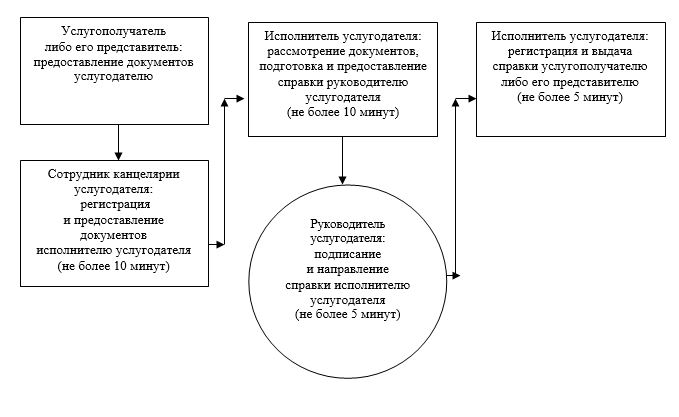 Услугополучатель
либо его представитель:
предоставление документов
услугодателю
Сотрудник канцелярии
услугодателя:
регистрация
и предоставление
документов
исполнителю услугодателя
(не более 10 минут)
Исполнитель услугодателя:
рассмотрение документов,
подготовка и предоставление
справки руководителю
услугодателя
(не более 10 минут)
Руководитель
услугодателя:
подписание
и направление
справки исполнителю
услугодателя
(не более 5 минут)
Исполнитель услугодателя:
регистрация и выдача
справки услугополучателю
либо его представителю
(не более 5 минут)